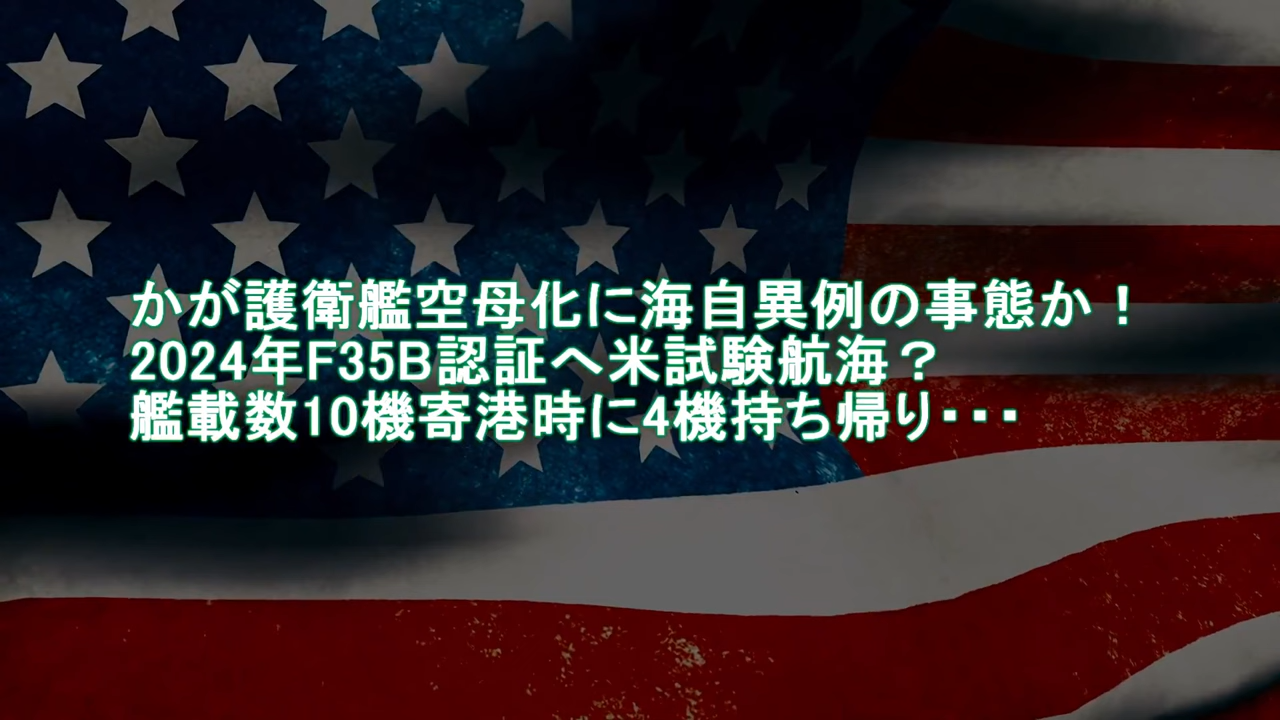 かが護衛艦空母化に海自異例の事態か！
2024年F35B認証へ米試験航海？
艦載数10機寄港時に4機持ち帰り・・・